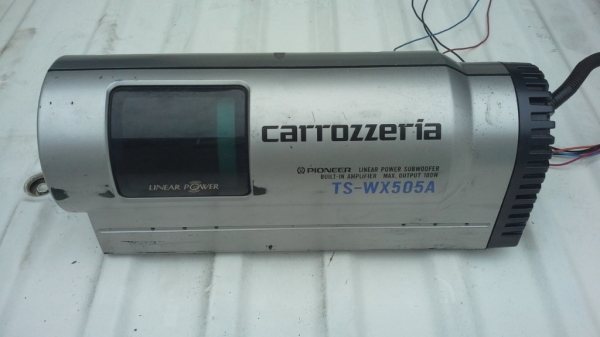 carrozzeria
PIONEER LINEAR POWER SUBWOOFER
BUILT-IN AMPLIFIER MAX. OUTPUT 100W
TS-WX505A
LINEAR POWER